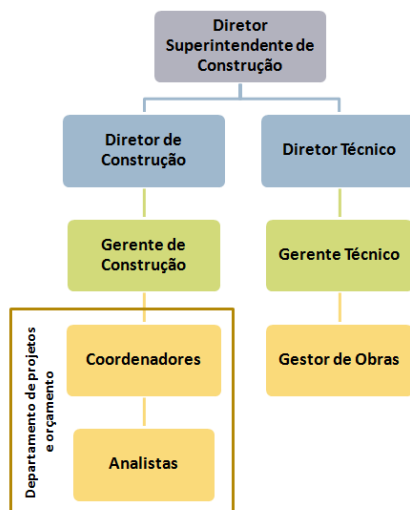 Diretor
Superintendente de
Construção
Diretor de
Construção
Diretor Técnico
Gerente de
Construção
Gerente Técnico
Departamento de projetos
e orçamento
Coordenadores
Gestor de Obras
Analistas